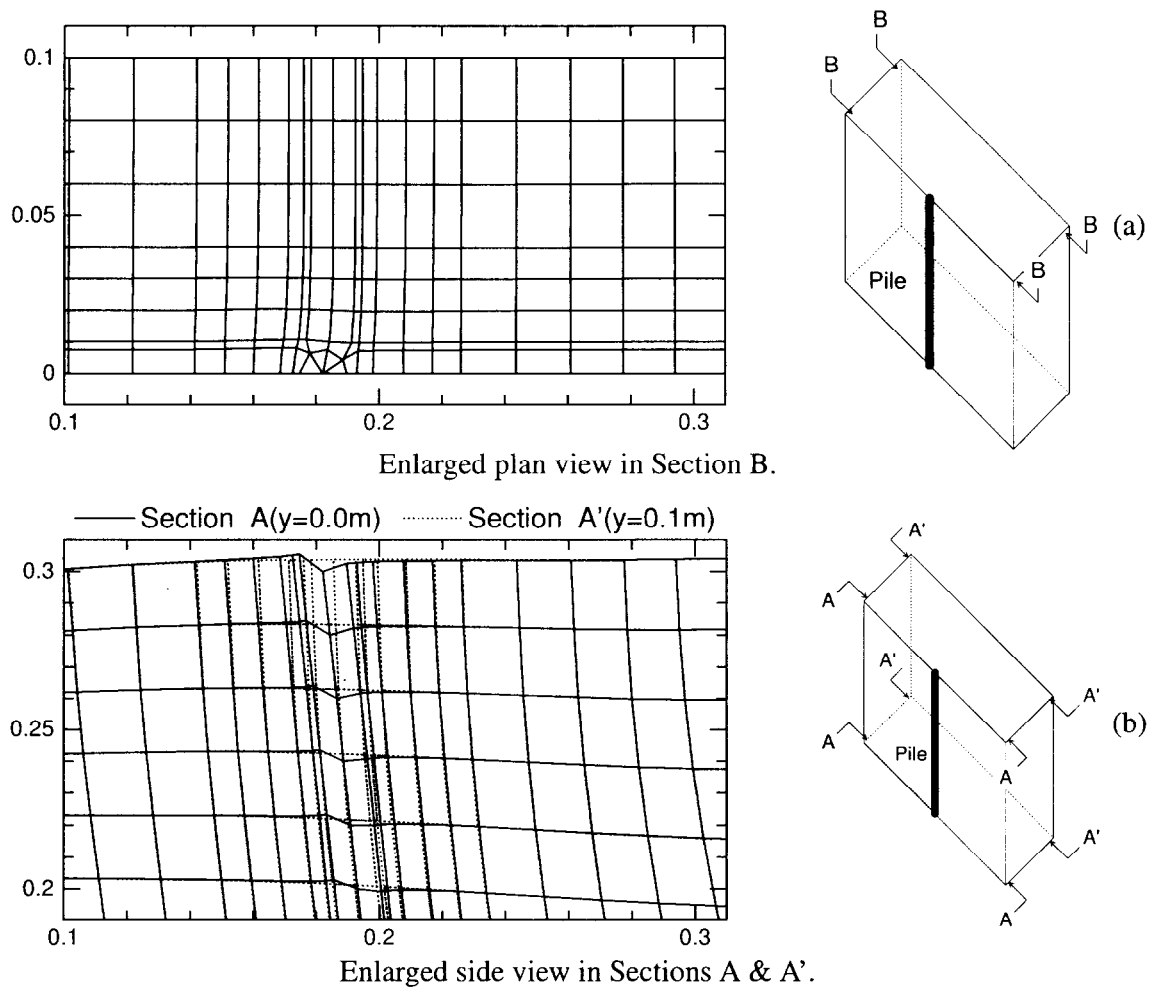 0.1
0.05
0
0.1
0.2
0.3
Enlarged plan view in Section B.
B
B
B
B
Pile
(a)
Section A(y=0.0m)
Section A'(y=0.1m)
0.3
0.25
0.2
0.1
0.2
0.3
Enlarged side view in Sections A & A’.
A'
A
A'
A'
A
Pile
A
A'
A
(b)